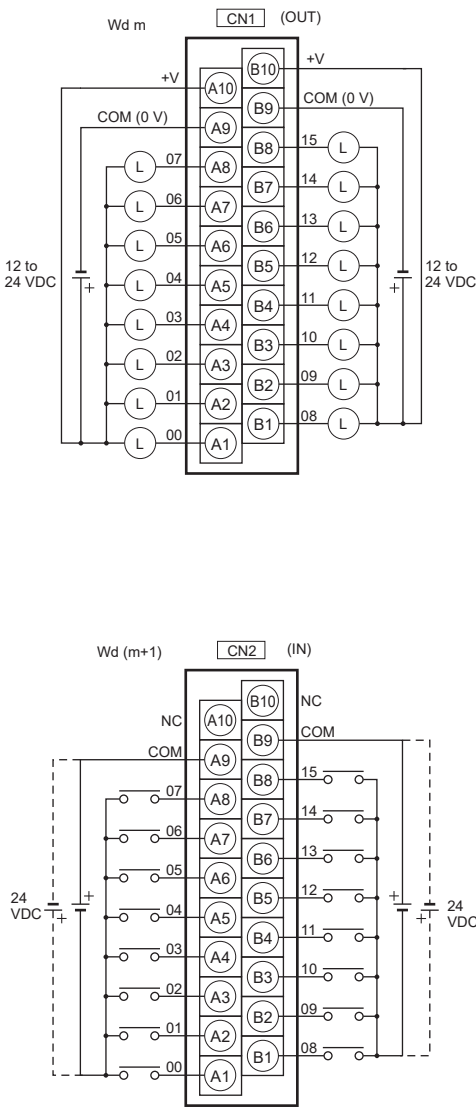 Wd m CN1 (OUT)
+V A10 B10 +V
COM (0 V) A9 B9 COM (0 V)
L 07 A8 B8 15 L
L 06 A7 B7 14 L
L 05 A6 B6 13 L
12 to
24 VDC
+
L 04 A5 B5 12 L
12 to
24 VDC
+
L 03 A4 B4 11 L
L 02 A3 B3 10 L
L 01 A2 B2 09 L
L 00 A1 B1 08 L
Wd (m+1) CN2 (IN)
NC A10 B10 NC
COM A9 B9 COM
07 A8 B8 15
06 A7 B7 14
05 A6 B6 13
24
VDC
+ +
04 A5 B5 12
+ +
24
VDC
03 A4 B4 11
02 A3 B3 10
01 A2 B2 09
00 A1 B1 08